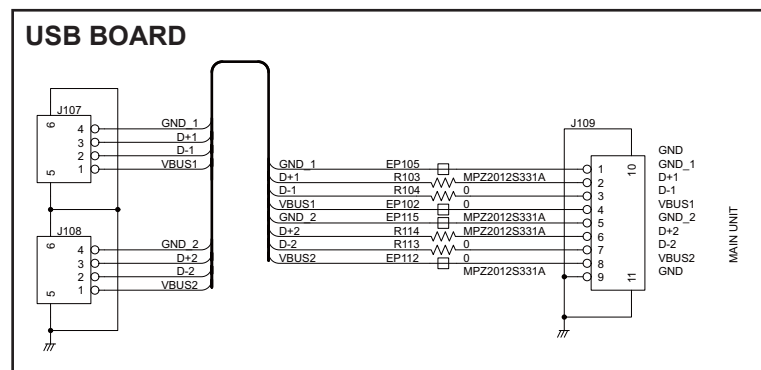 USB BOARD
J107
6
4
3
2
1
5
GND_1
D+1
D-1
VBUS1
J108
6
4
3
2
1
5
GND_2
D+2
D-2
VBUS2
GND_1 EP105
D+1 R103 MPZ2012S331A
D-1 R104 0
VBUS1 EP102 0
GND_2 EP115 MPZ2012S331A
D+2 R114 MPZ2012S331A
D-2 R113 0
VBUS2 EP112 0
MPZ2012S331A
J109
1
2
3
4
5
6
7
8
9
10
11
GND
GND_1
D+1
D-1
VBUS1
GND_2
D+2
D-2
VBUS2
GND
MAIN UNIT